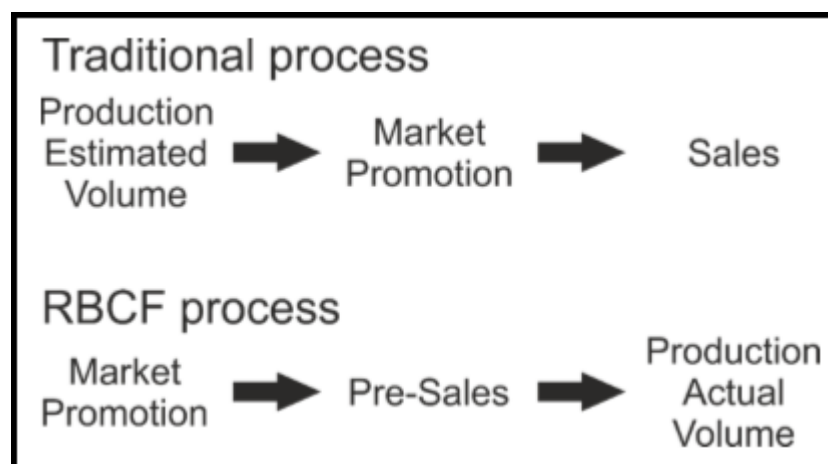 Traditional process
Production
Estimated
Volume
Market
Promotion
Sales
RBCF process
Market
Promotion
Pre-Sales
Production
Actual
Volume